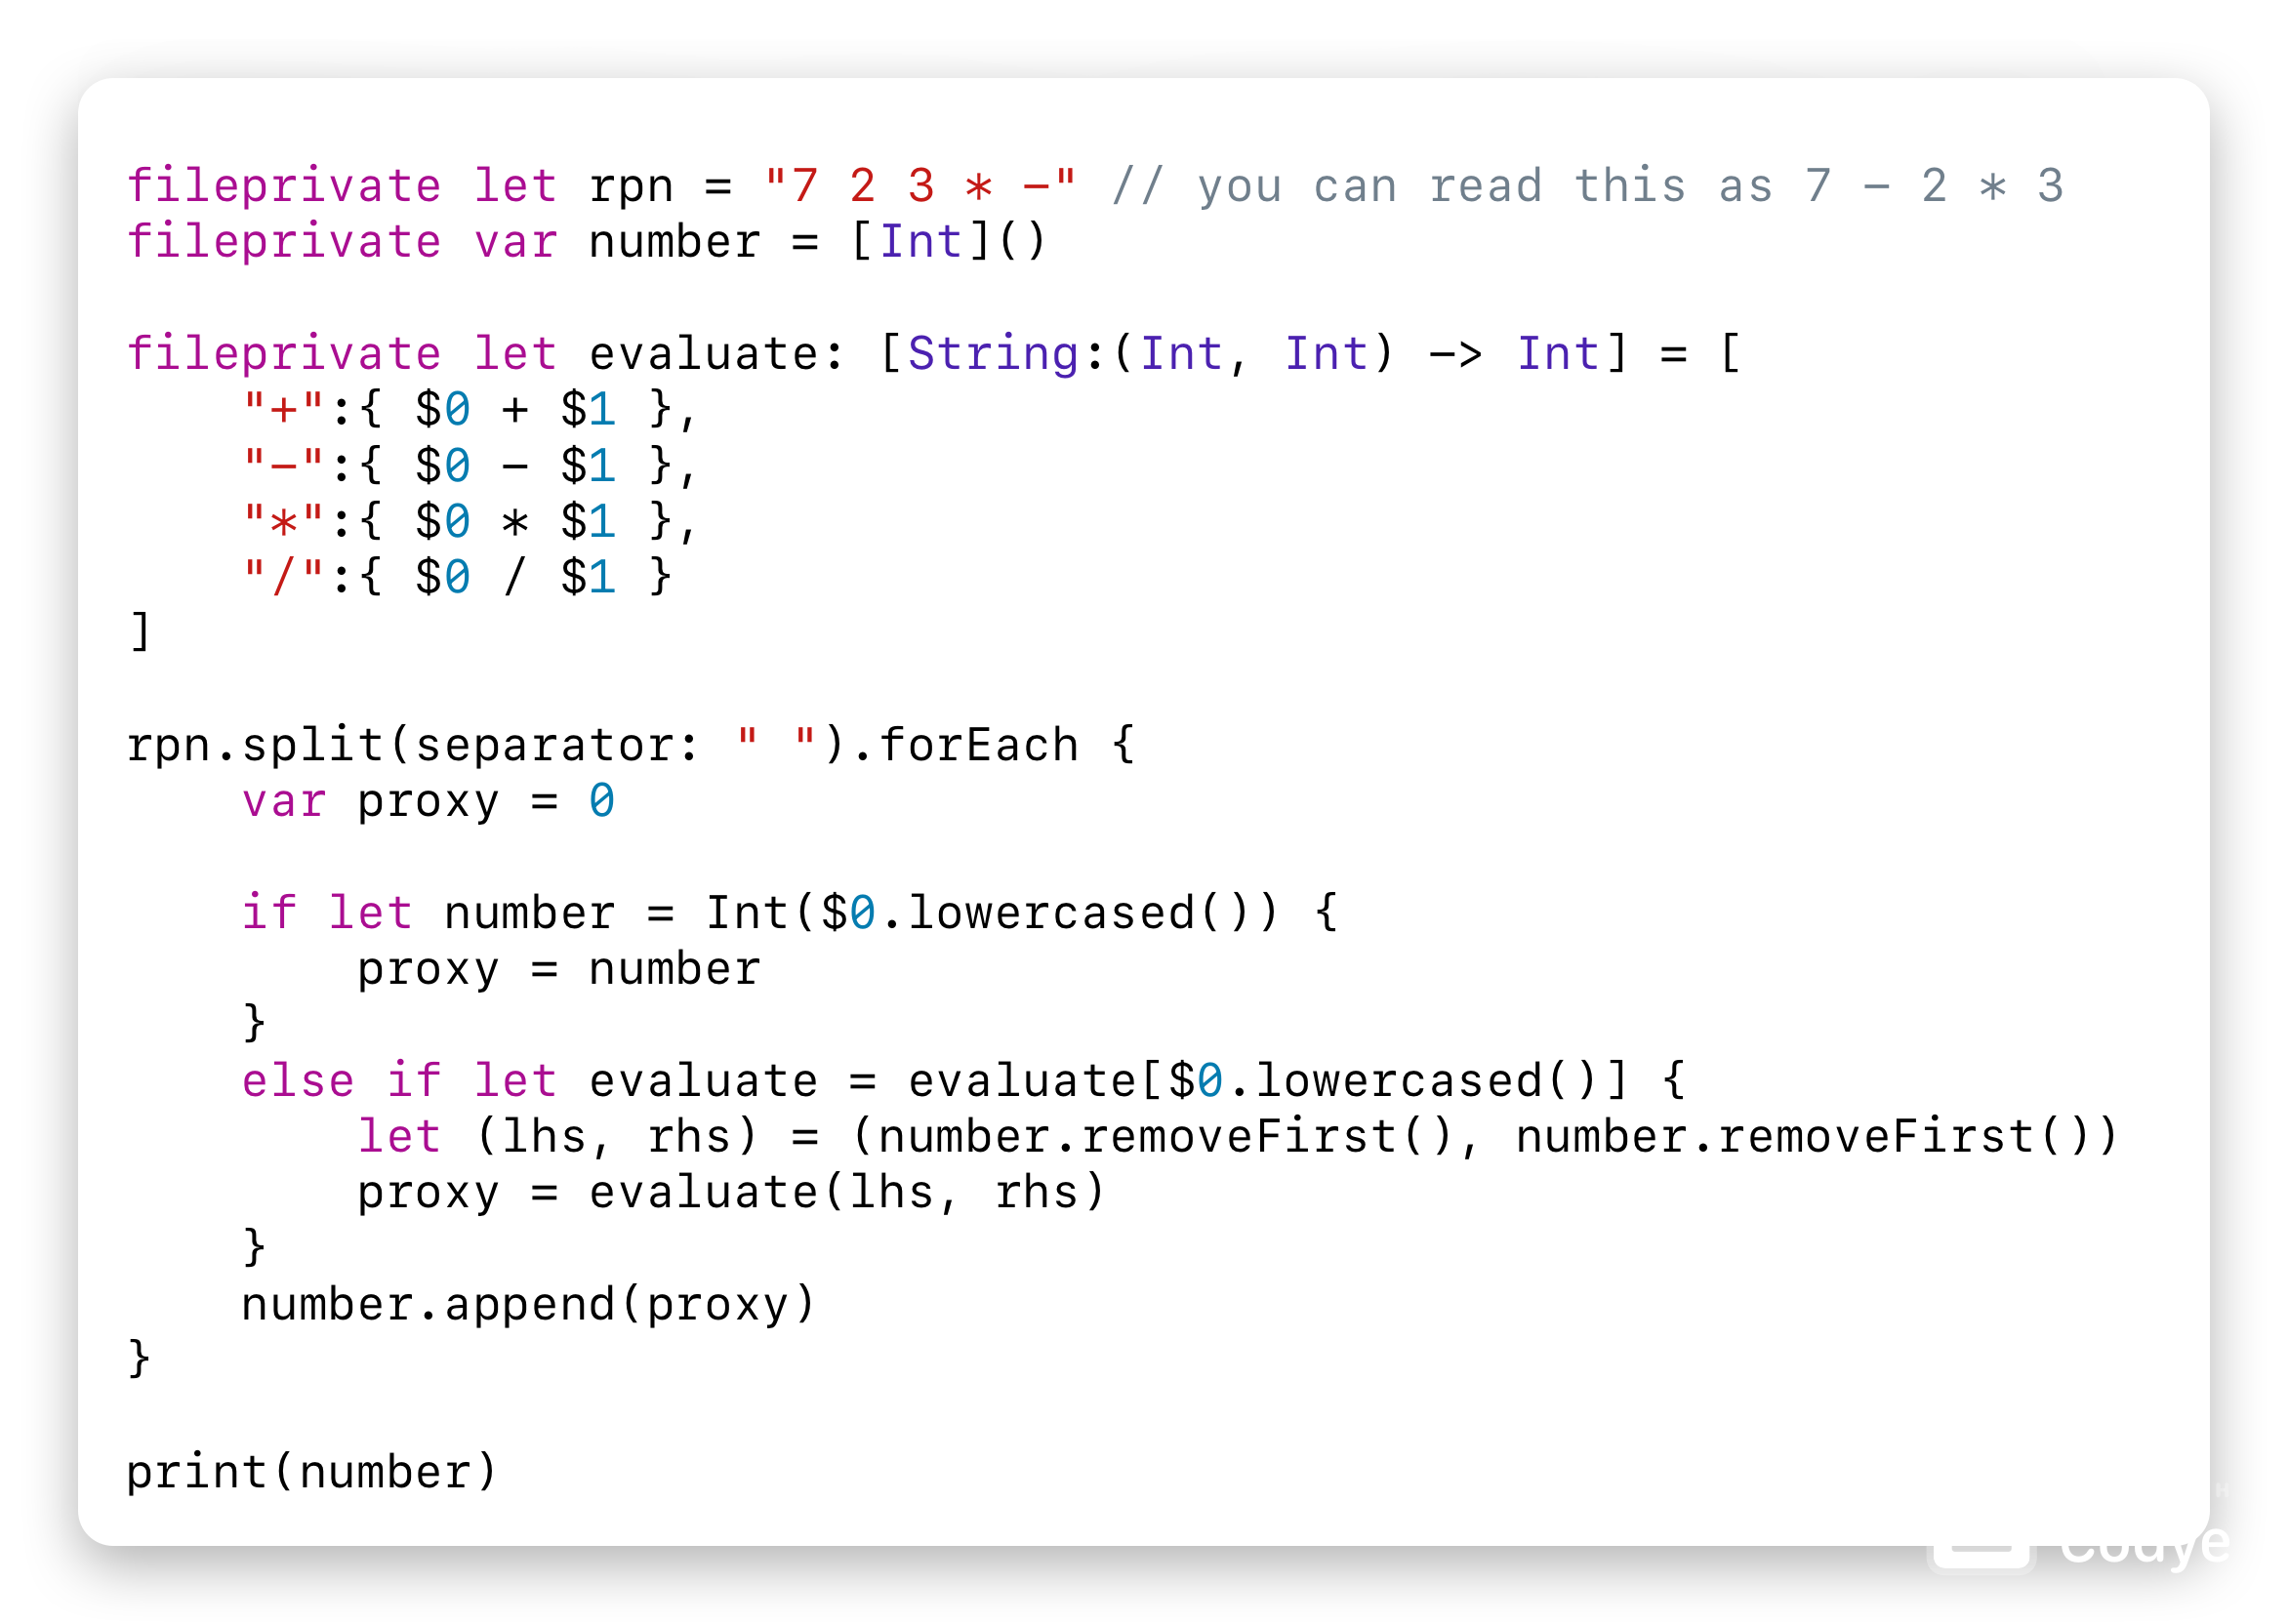 fileprivate let rpn = "7 2 3 * -" // you can read this as 7 - 2 * 3
fileprivate var number = [Int]()

fileprivate let evaluate: [String:(Int, Int) -> Int] = [
    "+":{ $0 + $1 },
    "-":{ $0 - $1 },
    "*":{ $0 * $1 },
    "/":{ $0 / $1 }
]

rpn.split(separator: " ").forEach {
    var proxy = 0

    if let number = Int($0.lowercased()) {
        proxy = number
    }
    else if let evaluate = evaluate[$0.lowercased()] {
        let (lhs, rhs) = (number.removeFirst(), number.removeFirst())
        proxy = evaluate(lhs, rhs)
    }
    number.append(proxy)
}

print(number)
Codye